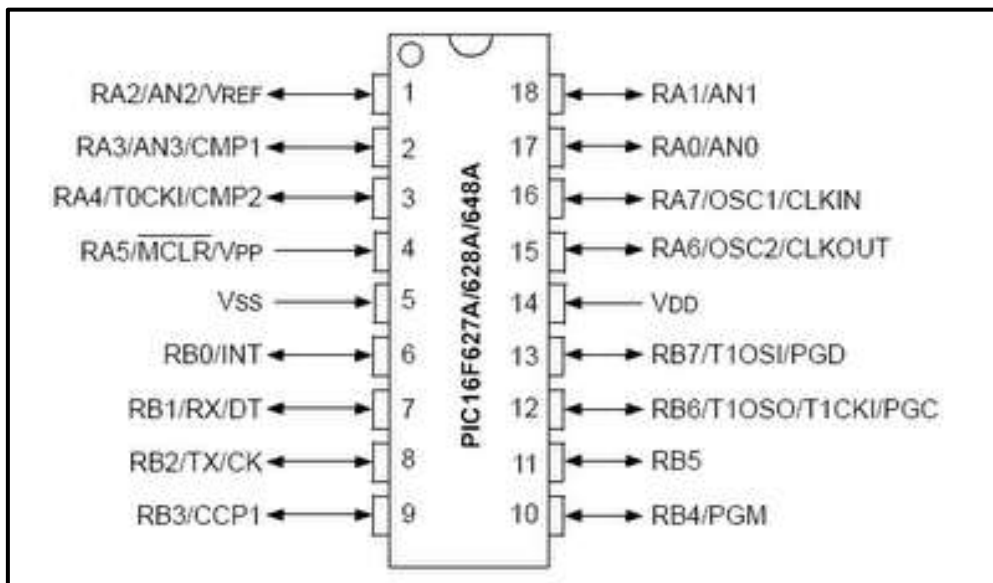 RA2/AN2/VREF 1 18 RA1/AN1
RA3/AN3/CMP1 2 17 RA0/AN0
RA4/T0CKI/CMP2 3 16 RA7/OSC1/CLKIN
RA5/MCLR/VPP 4 15 RA6/OSC2/CLKOUT
VSS 5 14 VDD
RB0/INT 6 13 RB7/T1OSI/PGD
RB1/RX/DT 7 12 RB6/T1OSO/T1CKI/PGC
RB2/TX/CK 8 11 RB5
RB3/CCP1 9 10 RB4/PGM
PIC16F627A/628A/648A